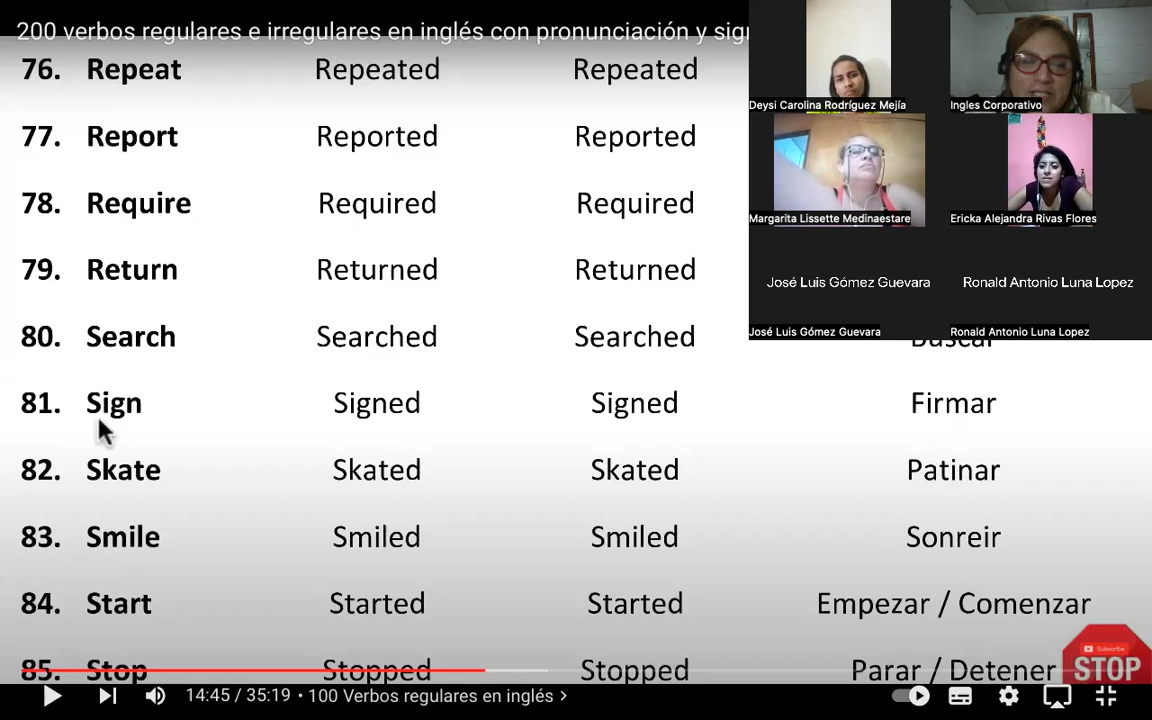 200 verbos regulares e irregulares en inglés con pronunciación y sign
76. Repeat Repeated Repeated
77. Report Reported Reported
78. Require Required Required
79. Return Returned Returned
80. Search Searched Searched Buscar
81. Sign Signed Signed Firmar
82. Skate Skated Skated Patinar
83. Smile Smiled Smiled Sonreir
84. Start Started Started Empezar / Comenzar
85. Stop Stopped Stopped Parar / Detener
Subscribe
STOP
14:45 / 35:19 • 100 Verbos regulares en inglés >
Deysi Carolina Rodríguez Mejía
Ingles Corporativo
Margarita Lissette Medinaestare
Ericka Alejandra Rivas Flores
José Luis Gómez Guevara
Ronald Antonio Luna Lopez
José Luis Gómez Guevara
Ronald Antonio Luna Lopez